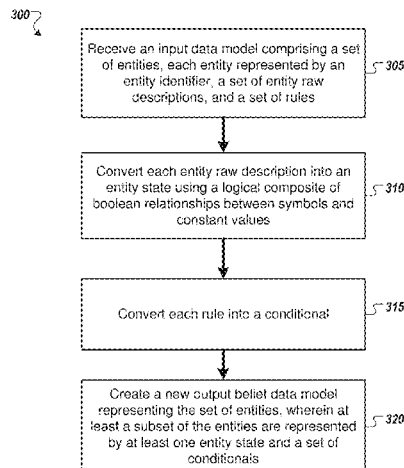 300
Receive an input data model comprising a set
of entities, each entity represented by an
entity identifier, a set of entity raw
descriptions, and a set of rules
305
Convert each entity raw description into an
entity state using a logical composite of
boolean relationships between symbols and
constant values
310
Convert each rule into a conditional
315
Create a new output belief data model
representing the set of entities, wherein at
least a subset of the entities are represented
by at least one entity state and a set of
conditionals
320